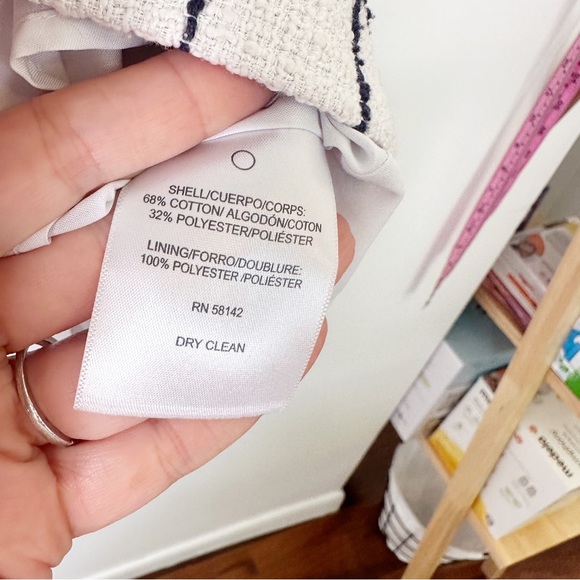 SHELL/CUERPO/CORPS:
68% COTTON/ ALGODÓN/COTON
32% POLYESTER/POLIÉSTER
LINING/FORRO/DOUBLURE:
100% POLYESTER /POLIÉSTER
RN 58142
DRY CLEAN
medela